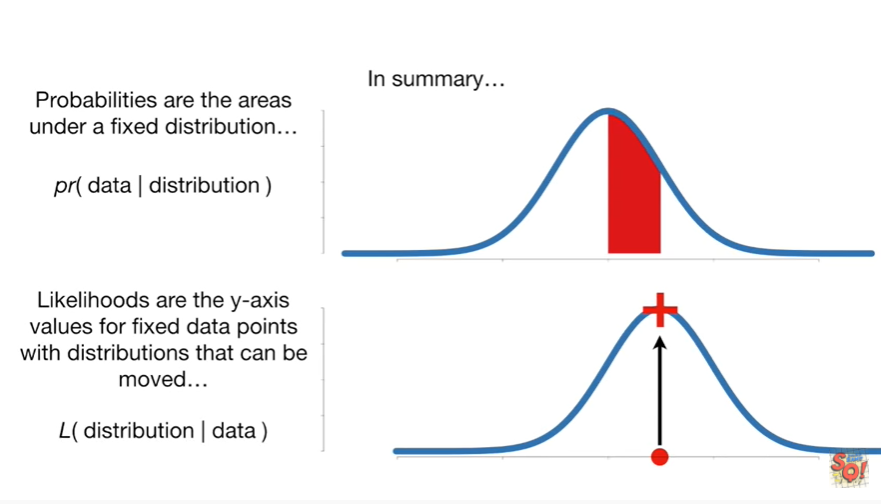 In summary…
Probabilities are the areas
under a fixed distribution…
pr( data | distribution )
Likelihoods are the y-axis
values for fixed data points
with distributions that can be
moved…
L( distribution | data )
SQ!